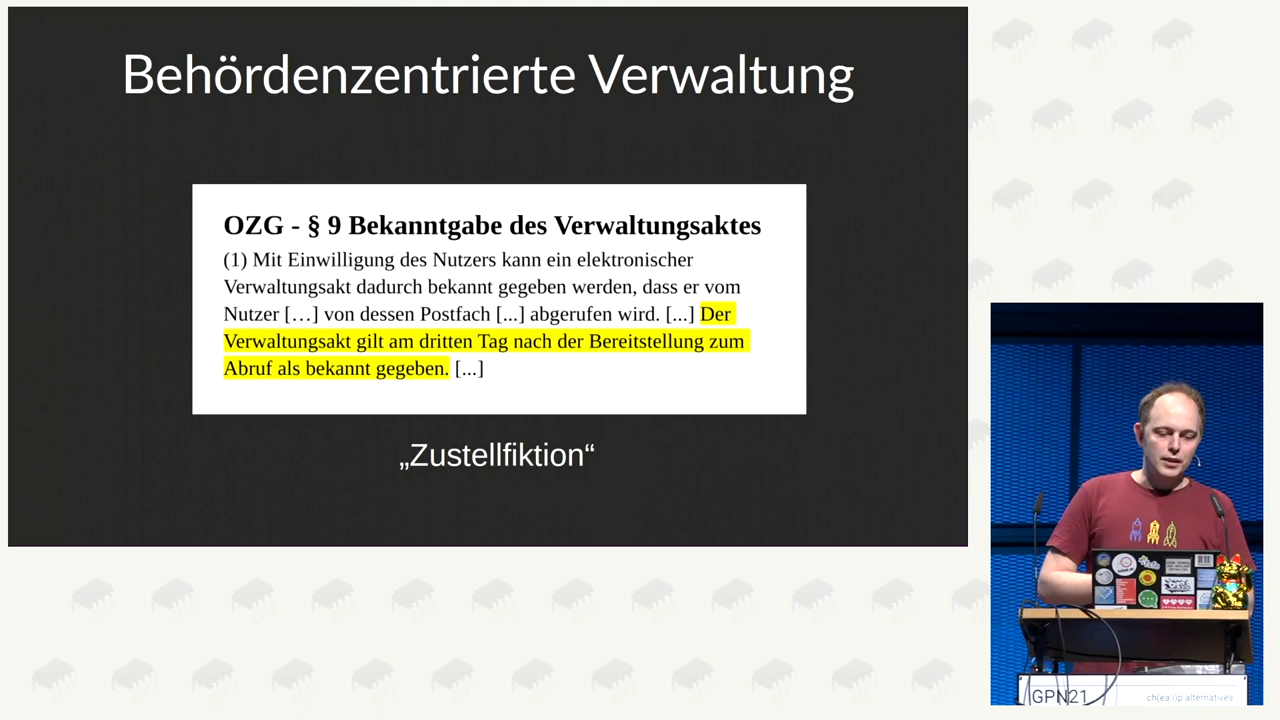 Behördenzentrierte Verwaltung
OZG - § 9 Bekanntgabe des Verwaltungsaktes
(1) Mit Einwilligung des Nutzers kann ein elektronischer
Verwaltungsakt dadurch bekannt gegeben werden, dass er vom
Nutzer […] von dessen Postfach [...] abgerufen wird. [...] Der
Verwaltungsakt gilt am dritten Tag nach der Bereitstellung zum
Abruf als bekannt gegeben. [...]
„Zustellfiktion“
GPN21
ch(ea:i)p alternatives